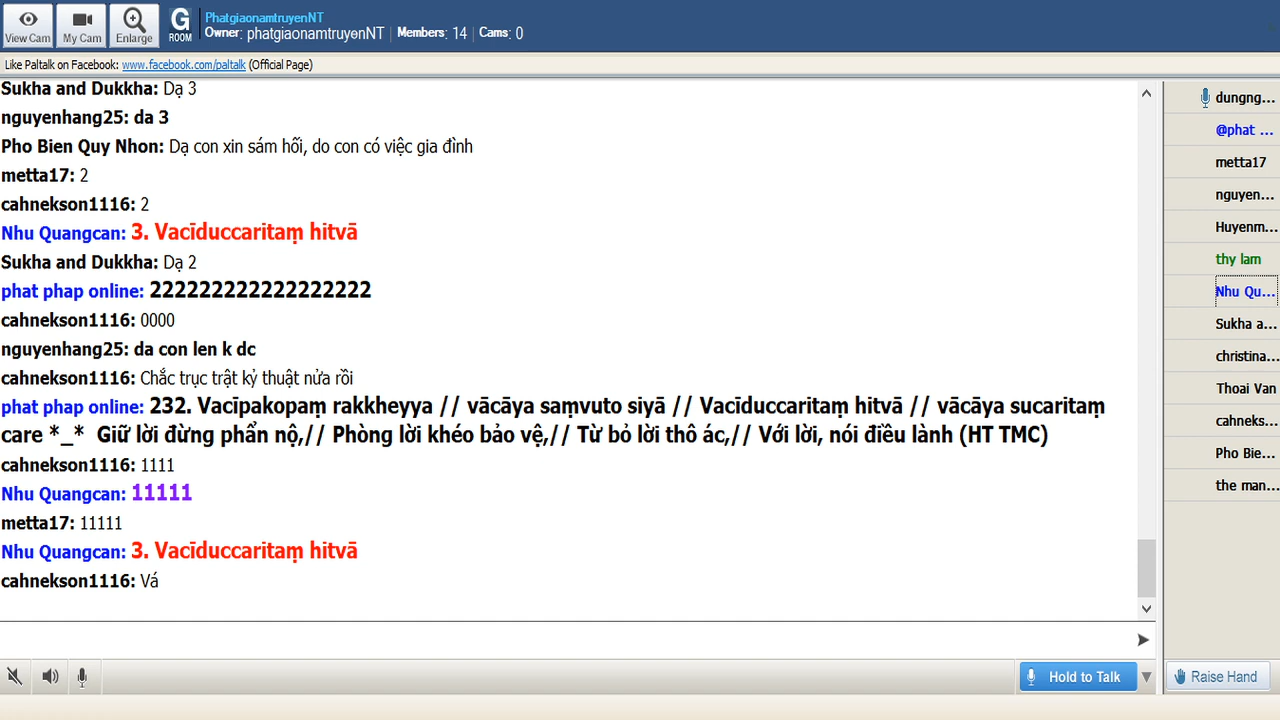 View Cam
My Cam
Enlarge
G
ROOM
PhatgiaonamtruyenNT
Owner: phatgiaonamtruyenNT | Members: 14 | Cams: 0
Like Paltalk on Facebook: www.facebook.com/paltalk (Official Page)
Sukha and Dukkha: Dạ 3
nguyenhang25: da 3
Pho Bien Quy Nhon: Dạ con xin sám hối, do con có việc gia đình
metta17: 2
cahnekson1116: 2
Nhu Quangcan: 3. Vacīduccaritaṃ hitvā
Sukha and Dukkha: Dạ 2
phat phap online: 222222222222222222
cahnekson1116: 0000
nguyenhang25: da con len k dc
cahnekson1116: Chắc trục trật kỷ thuật nửa rồi
phat phap online: 232. Vacīpakopaṃ rakkheyya // vācāya saṃvuto siyā // Vacīduccaritaṃ hitvā // vācāya sucaritaṃ
care *_* Giữ lời đừng phẩn nộ,// Phòng lời khéo bảo vệ,// Từ bỏ lời thô ác,// Với lời, nói điều lành (HT TMC)
cahnekson1116: 1111
Nhu Quangcan: 11111
metta17: 11111
Nhu Quangcan: 3. Vacīduccaritaṃ hitvā
cahnekson1116: Vá
dungng...
@phat ...
metta17
nguyen...
Huyenm...
thy lam
Nhu Qu...
Sukha a...
christina...
Thoai Van
cahneks...
Pho Bie...
the man...
Hold to Talk
Raise Hand